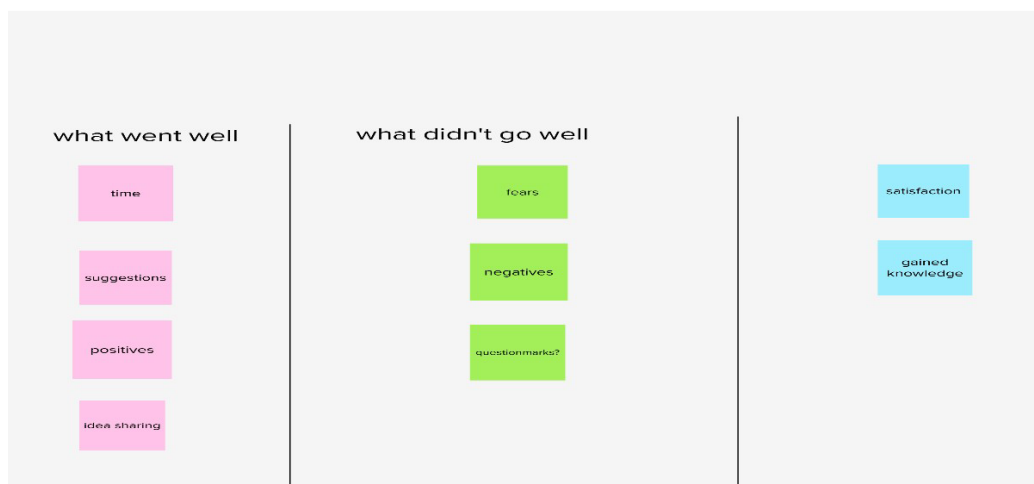 what went well
time
suggestions
positives
idea sharing
what didn't go well
fears
negatives
questionmarks?
satisfaction
gained
knowledge